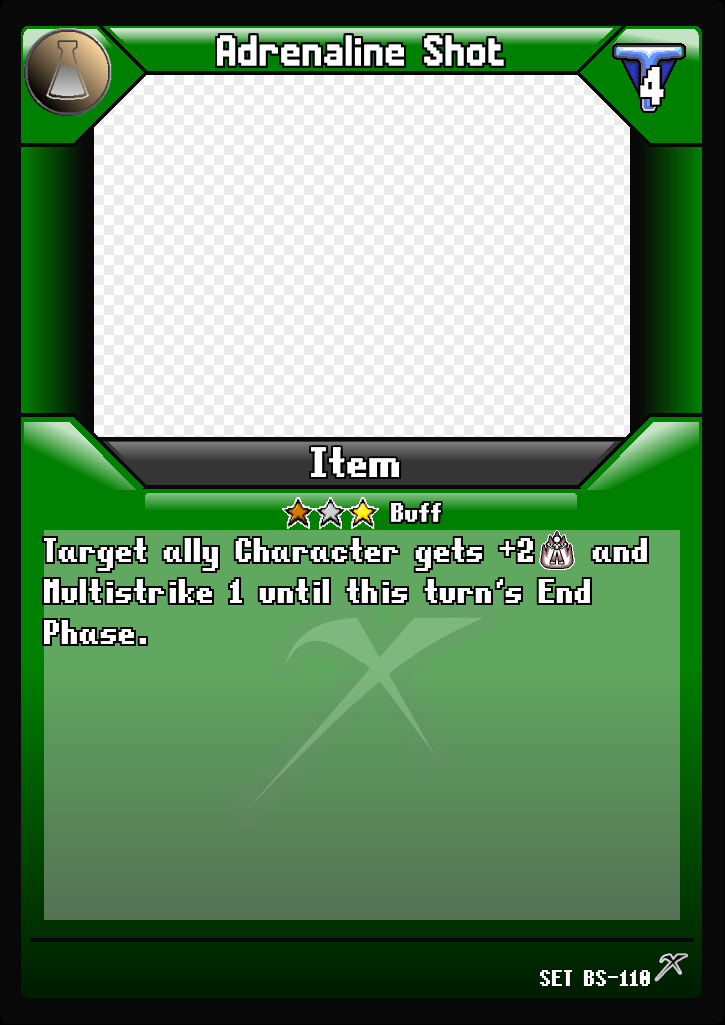 Adrenaline Shot
4
Item
Buff
Target ally Character gets +2 and
Multistrike 1 until this turn's End
Phase.
SET BS-110